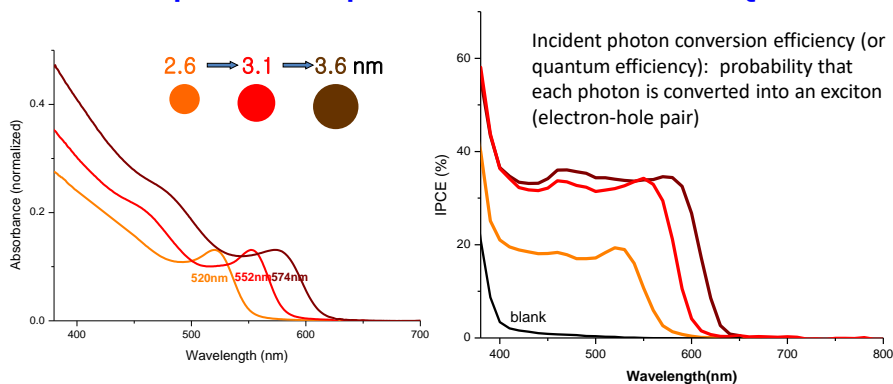 2.6 3.1 3.6 nm
0.4
0.2
0.0
Absorbance (normalized)
520nm 552nm 574nm
400 500 600 700
Wavelength (nm)
Incident photon conversion efficiency (or
quantum efficiency): probability that
each photon is converted into an exciton
(electron-hole pair)
60
40
20
0
IPCE (%)
blank
400 500 600 700 800
Wavelength(nm)